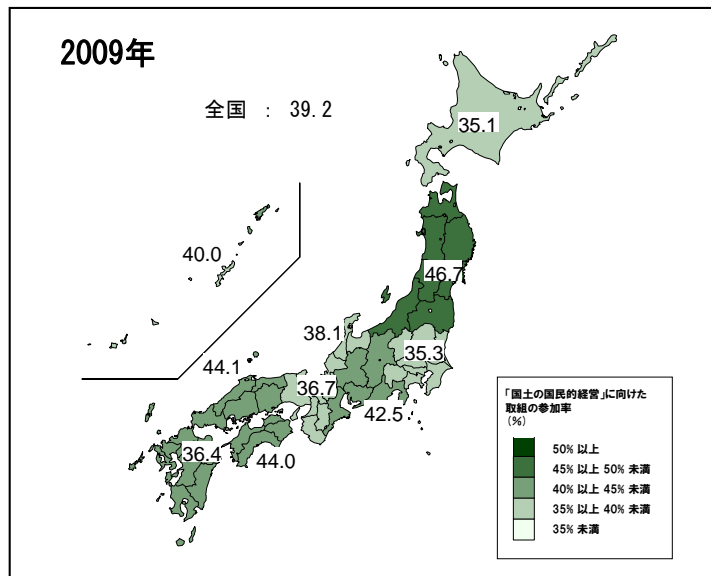 2009年
全国 : 39.2
35.1
40.0
46.7
38.1
35.3
44.1
36.7
42.5
36.4
44.0
「国土の国民的経営」に向けた
取組の参加率
(%)
50% 以上
45% 以上 50% 未満
40% 以上 45% 未満
35% 以上 40% 未満
35% 未満